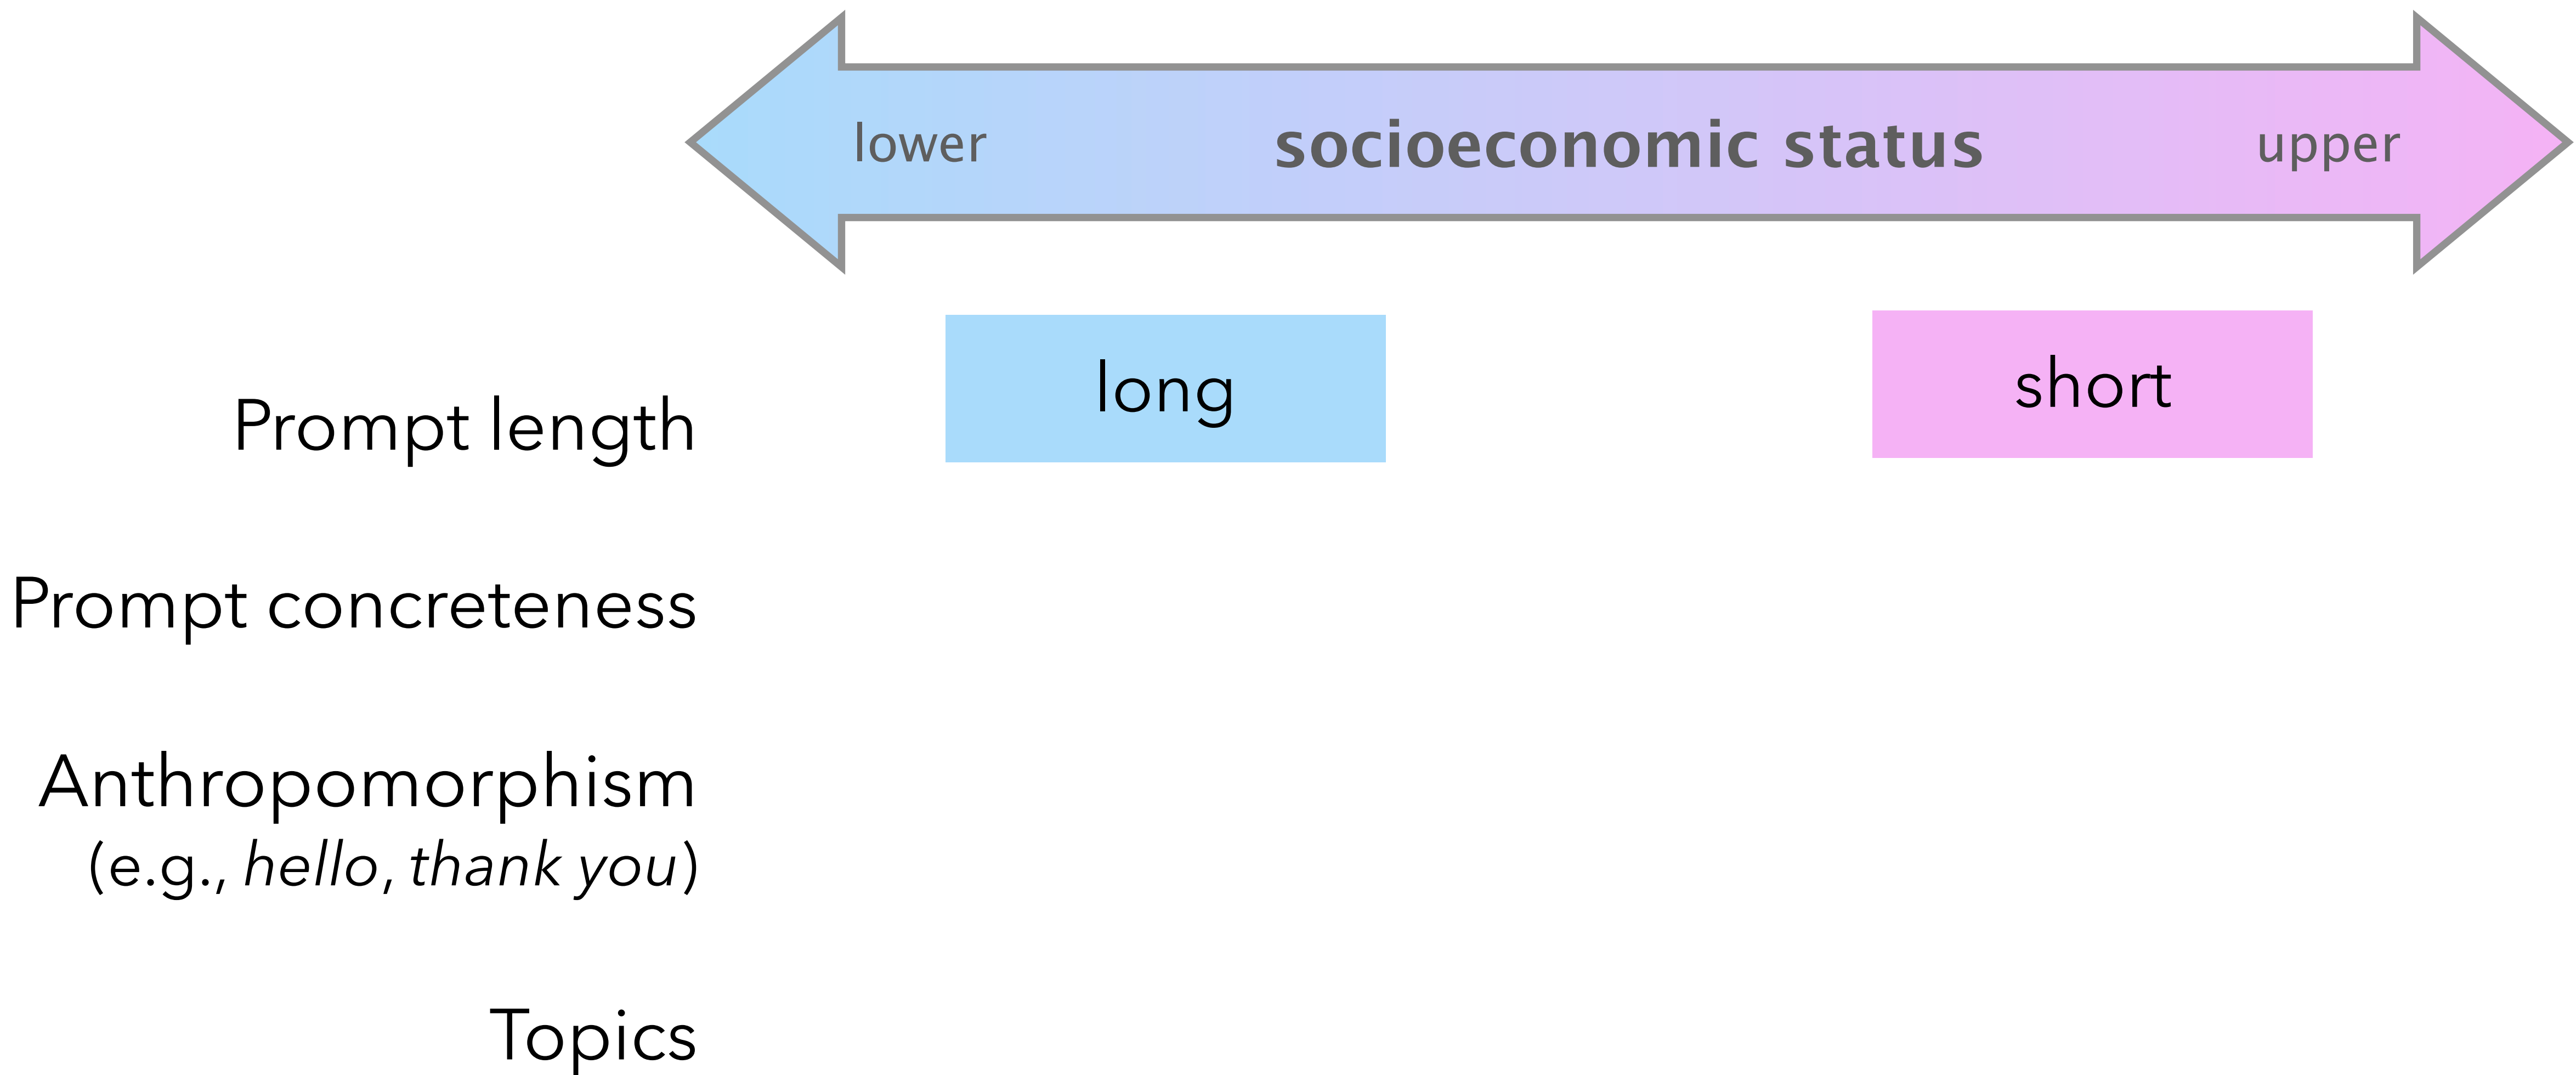 lower socioeconomic status upper
long short
Prompt length
Prompt concreteness
Anthropomorphism
(e.g., hello, thank you)
Topics